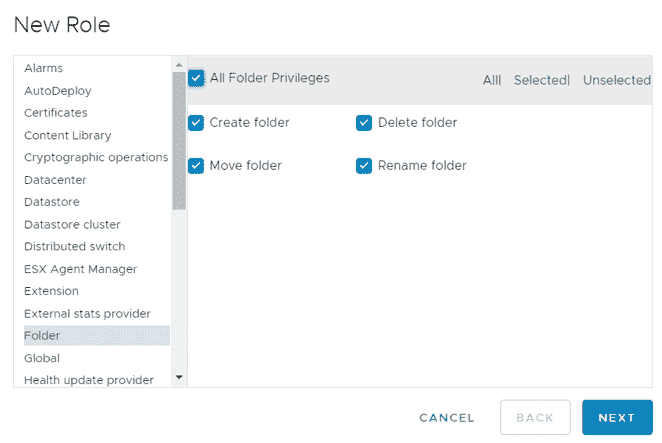 New Role
Alarms
AutoDeploy
Certificates
Content Library
Cryptographic operations
Datacenter
Datastore
Datastore cluster
Distributed switch
ESX Agent Manager
Extension
External stats provider
Folder
Global
Health update provider
All Folder Privileges All| Selected| Unselected
Create folder Delete folder
Move folder Rename folder
CANCEL BACK NEXT